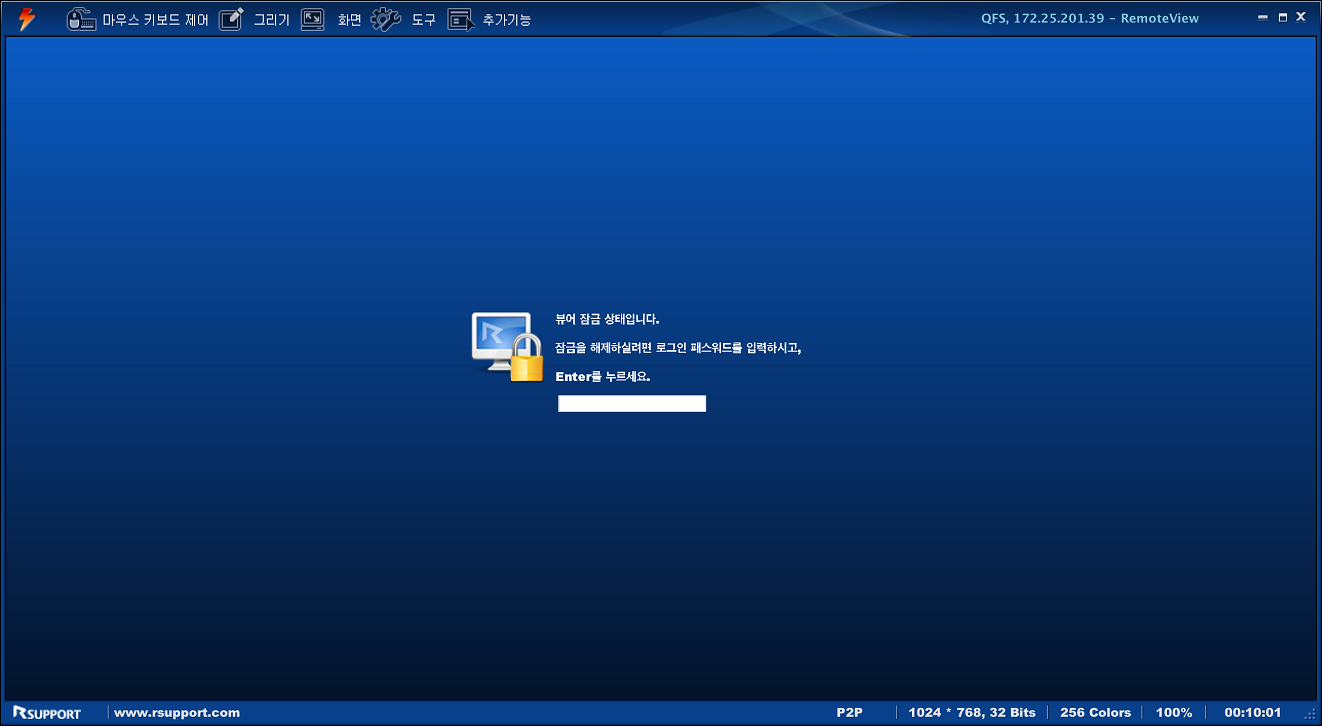 마우스 키보드 제어 그리기 화면 도구 추가기능 QFS, 172.25.201.39 - RemoteView
뷰어 잠금 상태입니다.
잠금을 해제하실려면 로그인 패스워드를 입력하시고,
Enter를 누르세요.
RSUPPORT www.rsupport.com P2P 1024 * 768, 32 Bits 256 Colors 100% 00:10:01